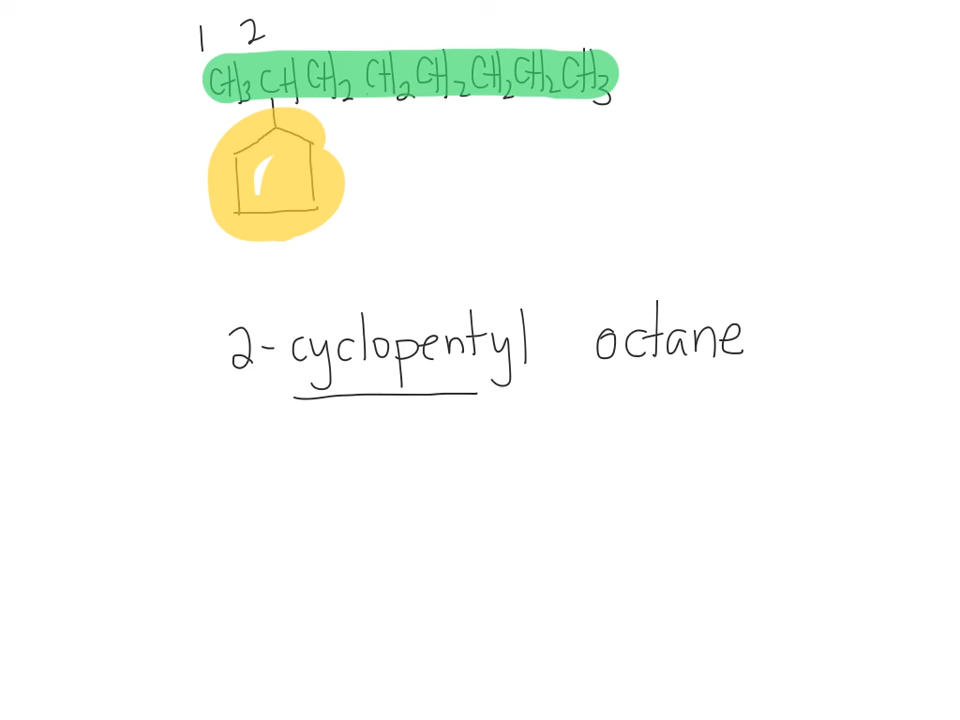 1 2
CH₃ CH CH₂ CH₂ CH₂ CH₂ CH₂ CH₃
2-cyclopentyl octane